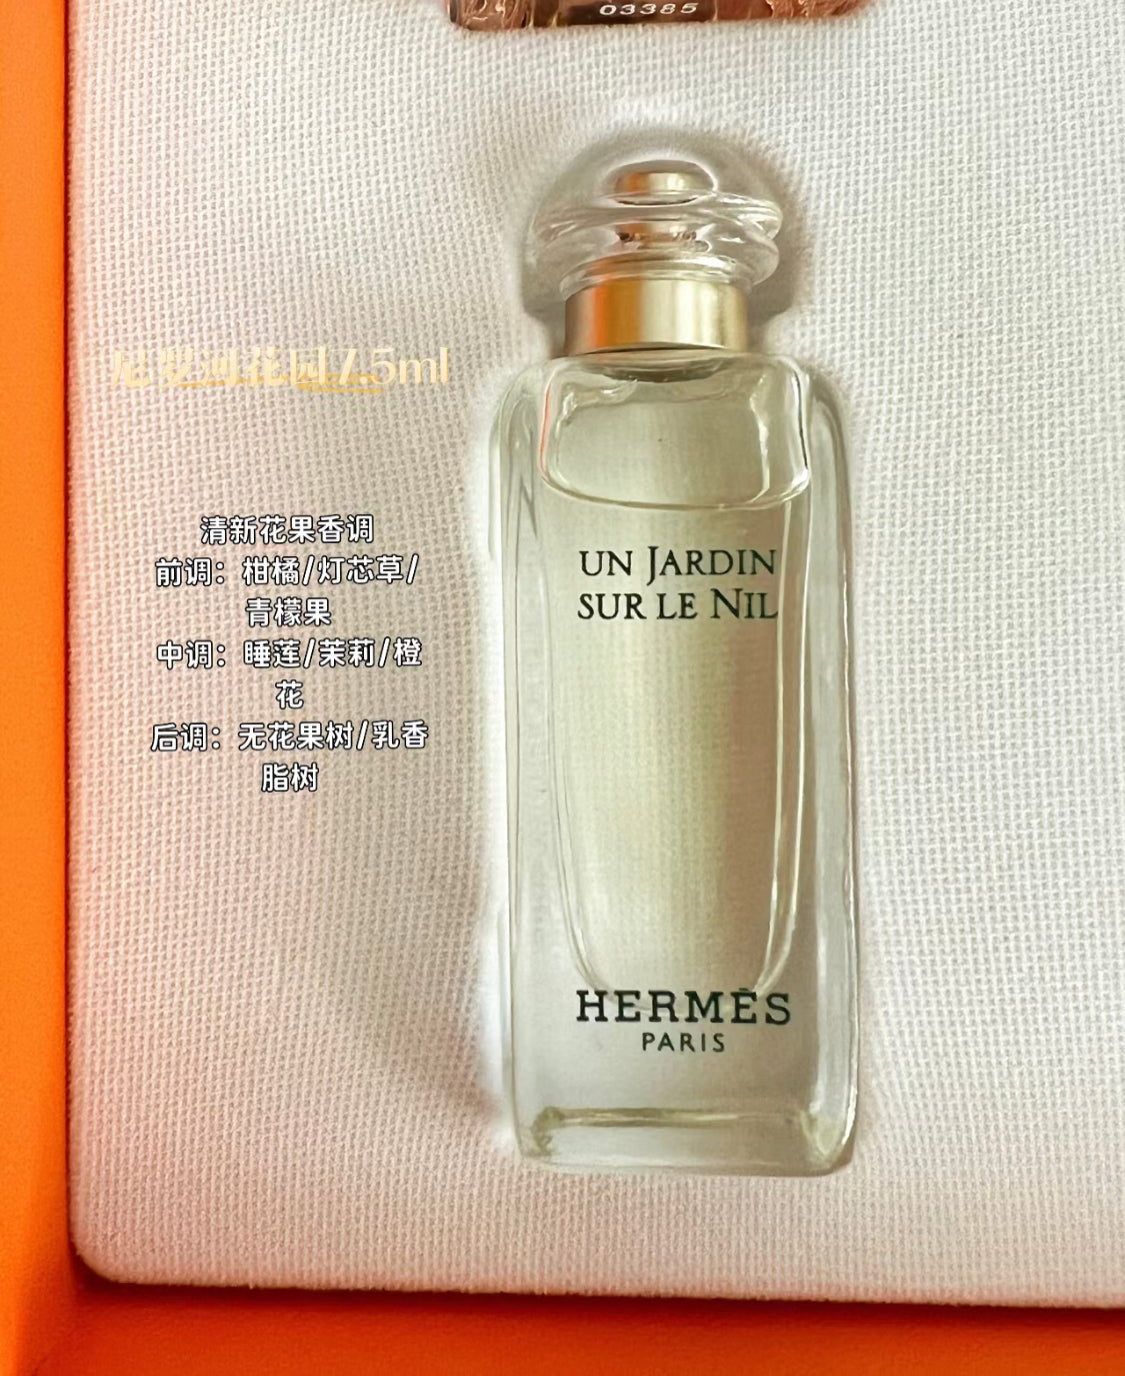 03385
尼罗河花园7.5ml
清新花果香调
前调：柑橘/灯芯草/
青檬果
中调：睡莲/茉莉/橙
花
后调：无花果树/乳香
脂树
UN JARDIN
SUR LE NIL
HERMÈS
PARIS